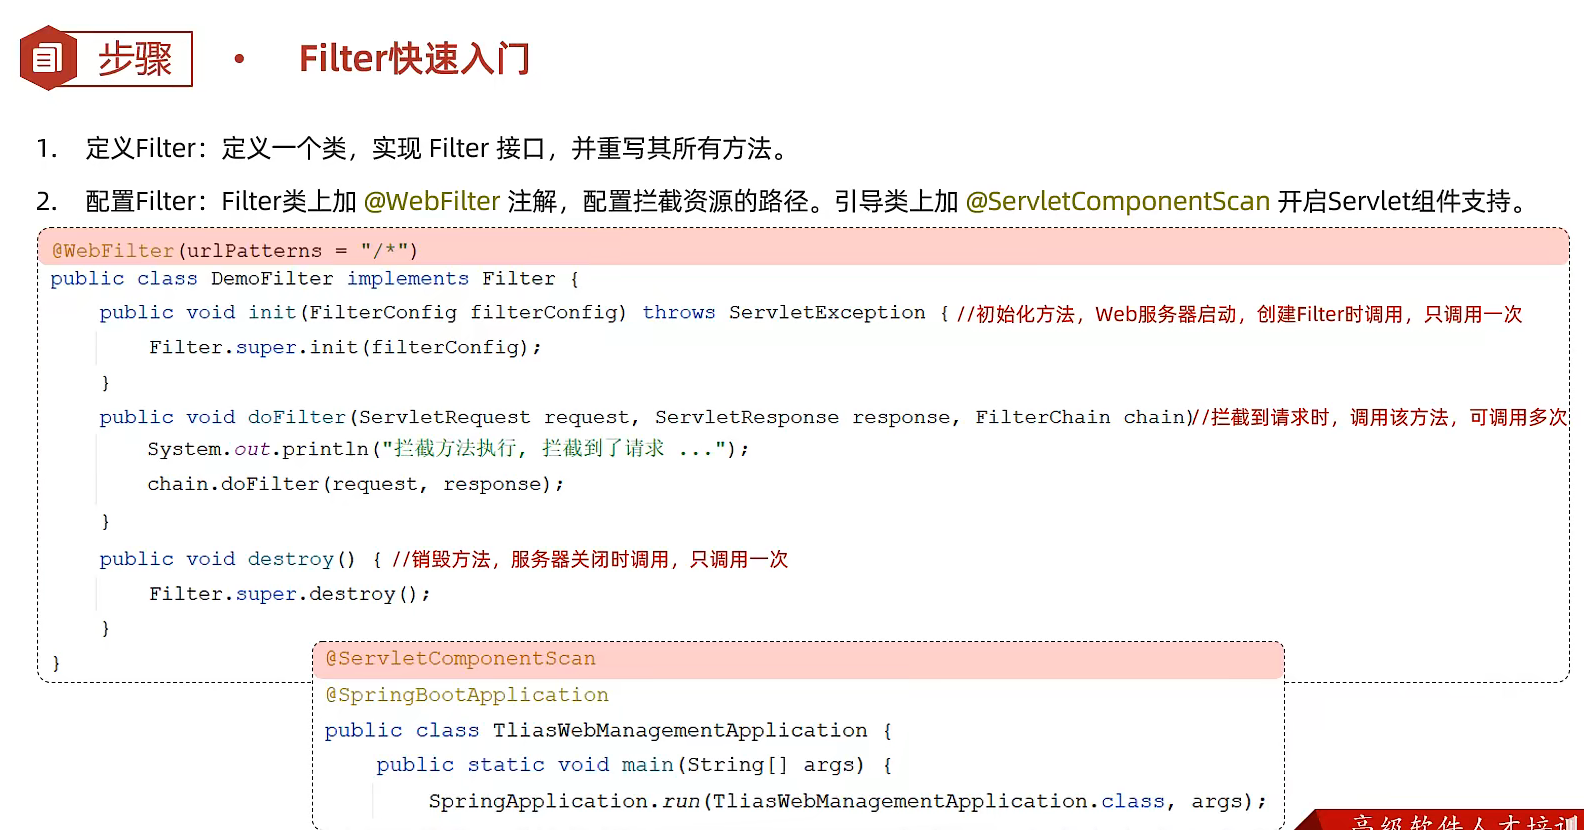 步骤 • Filter快速入门
1. 定义Filter：定义一个类，实现 Filter 接口，并重写其所有方法。
2. 配置Filter：Filter类上加 @WebFilter 注解，配置拦截资源的路径。引导类上加 @ServletComponentScan 开启Servlet组件支持。
@WebFilter(urlPatterns = "/*")
public class DemoFilter implements Filter {
public void init(FilterConfig filterConfig) throws ServletException { //初始化方法，Web服务器启动，创建Filter时调用，只调用一次
Filter.super.init(filterConfig);
}
public void doFilter(ServletRequest request, ServletResponse response, FilterChain chain)//拦截到请求时，调用该方法，可调用多次
System.out.println("拦截方法执行, 拦截到了请求 ...");
chain.doFilter(request, response);
}
public void destroy() { //销毁方法，服务器关闭时调用，只调用一次
Filter.super.destroy();
}
}
@ServletComponentScan
@SpringBootApplication
public class TliasWebManagementApplication {
public static void main(String[] args) {
SpringApplication.run(TliasWebManagementApplication.class, args);
高级软件人才培训